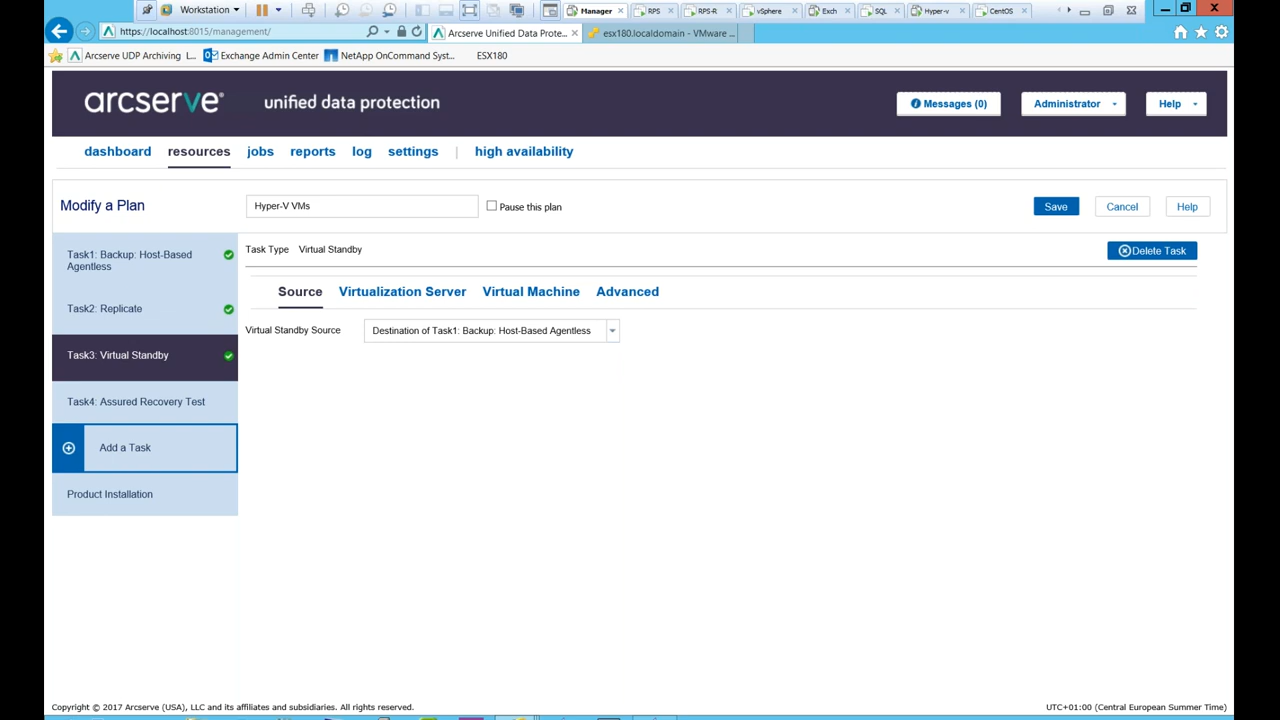 Workstation
Manager
RPS
RPS-R
vSphere
Exch
SQL
Hyper-v
CentOS
https://localhost:8015/management/
Arcserve Unified Data Prote...
esx180.localdomain - VMware ...
Arcserve UDP Archiving L...
Exchange Admin Center
NetApp OnCommand Syst...
ESX180
arcserve®
unified data protection
Messages (0)
Administrator
Help
dashboard
resources
jobs
reports
log
settings
|
high availability
Modify a Plan
Hyper-V VMs
Pause this plan
Save
Cancel
Help
Task1: Backup: Host-Based
Agentless
Task2: Replicate
Task3: Virtual Standby
Task4: Assured Recovery Test
Add a Task
Product Installation
Task Type Virtual Standby
Delete Task
Source
Virtualization Server
Virtual Machine
Advanced
Virtual Standby Source
Destination of Task1: Backup: Host-Based Agentless
Copyright © 2017 Arcserve (USA), LLC and its affiliates and subsidiaries. All rights reserved.
UTC+01:00 (Central European Summer Time)